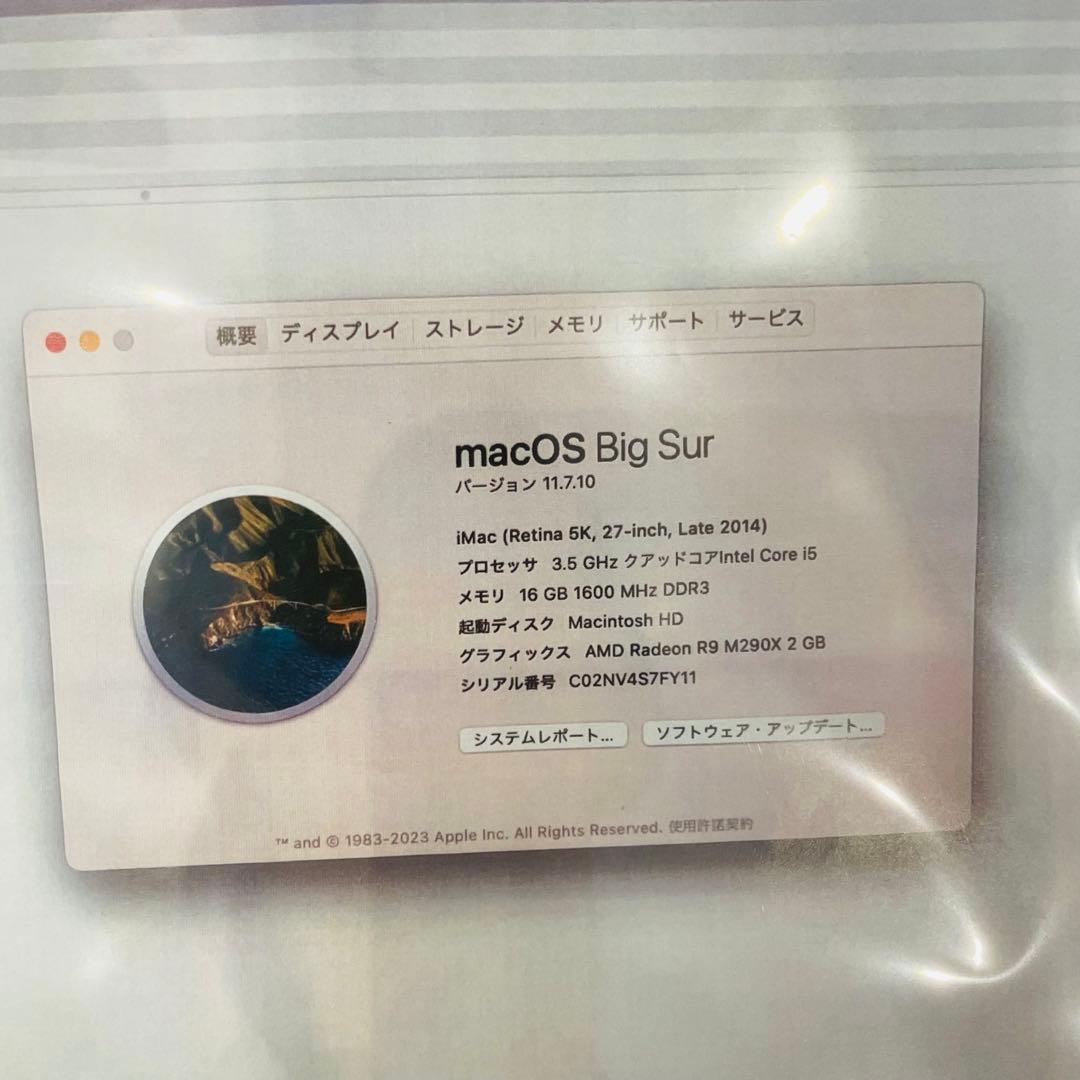 概要 ディスプレイ ストレージ メモリ サポート サービス
macOS Big Sur
バージョン 11.7.10
iMac (Retina 5K, 27-inch, Late 2014)
プロセッサ 3.5 GHz クアッドコアIntel Core i5
メモリ 16 GB 1600 MHz DDR3
起動ディスク Macintosh HD
グラフィックス AMD Radeon R9 M290X 2 GB
シリアル番号 C02NV4S7FY11
システムレポート... ソフトウェア・アップデート...
™ and © 1983-2023 Apple Inc. All Rights Reserved. 使用許諾契約